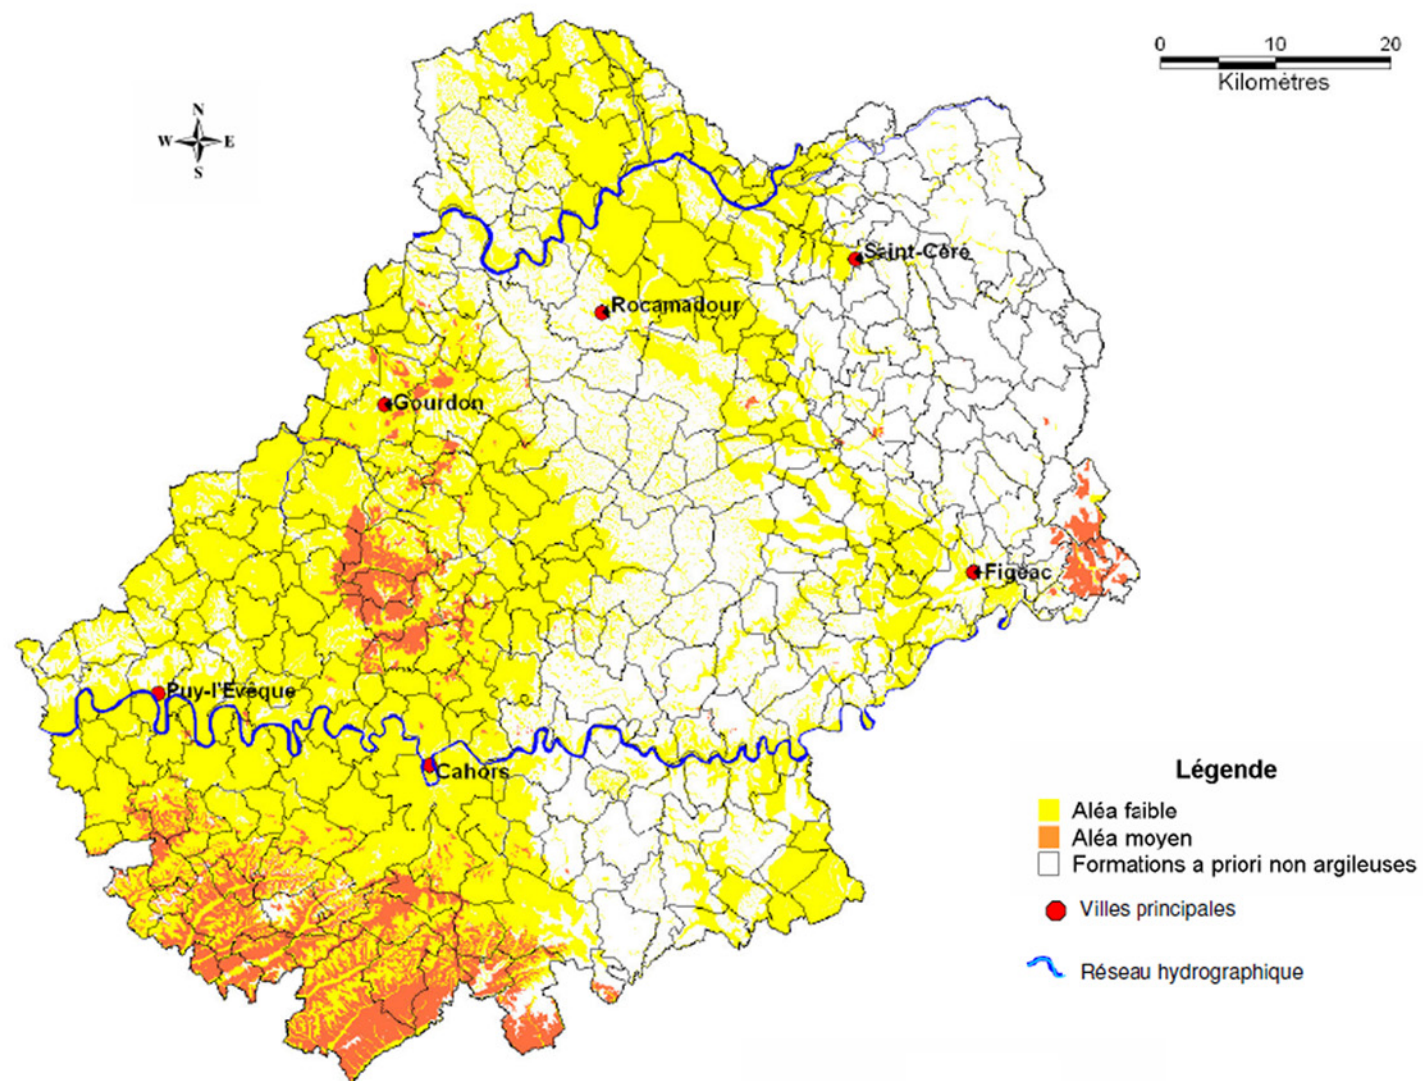 0 10 20
Kilomètres
N
W E
S
Saint-Céré
Rocamadour
Gourdon
Figeac
Puy-l'Evêque
Cahors
Légende
Aléa faible
Aléa moyen
Formations a priori non argileuses
Villes principales
Réseau hydrographique